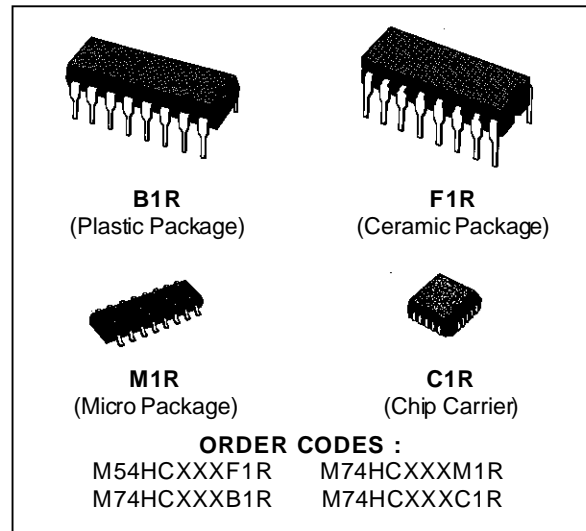 B1R
(Plastic Package)
F1R
(Ceramic Package)
M1R
(Micro Package)
C1R
(Chip Carrier)
ORDER CODES :
M54HCXXXF1R M74HCXXXM1R
M74HCXXXB1R M74HCXXXC1R